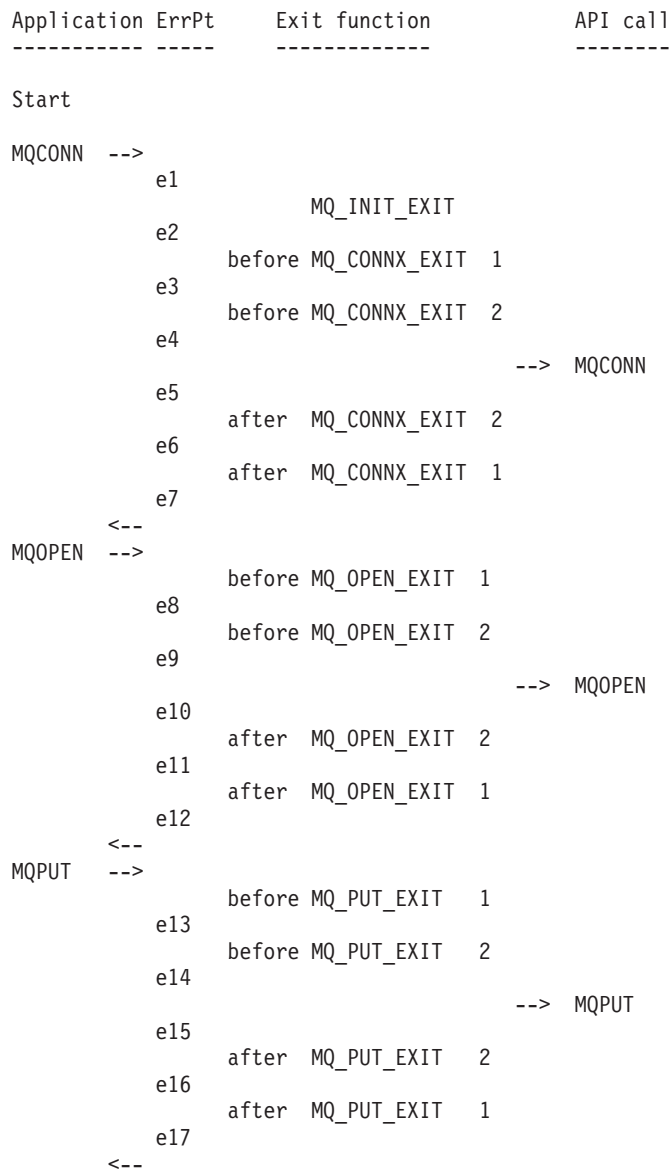 Application ErrPt    Exit function            API call
----------- -----    -------------            --------
Start
MQCONN  -->
e1
MQ_INIT_EXIT
e2
before MQ_CONNX_EXIT  1
e3
before MQ_CONNX_EXIT  2
e4
-->  MQCONN
e5
after  MQ_CONNX_EXIT  2
e6
after  MQ_CONNX_EXIT  1
e7
<--
MQOPEN  -->
before MQ_OPEN_EXIT  1
e8
before MQ_OPEN_EXIT  2
e9
-->  MQOPEN
e10
after  MQ_OPEN_EXIT  2
e11
after  MQ_OPEN_EXIT  1
e12
<--
MQPUT   -->
before MQ_PUT_EXIT   1
e13
before MQ_PUT_EXIT   2
e14
-->  MQPUT
e15
after  MQ_PUT_EXIT   2
e16
after  MQ_PUT_EXIT   1
e17
<--